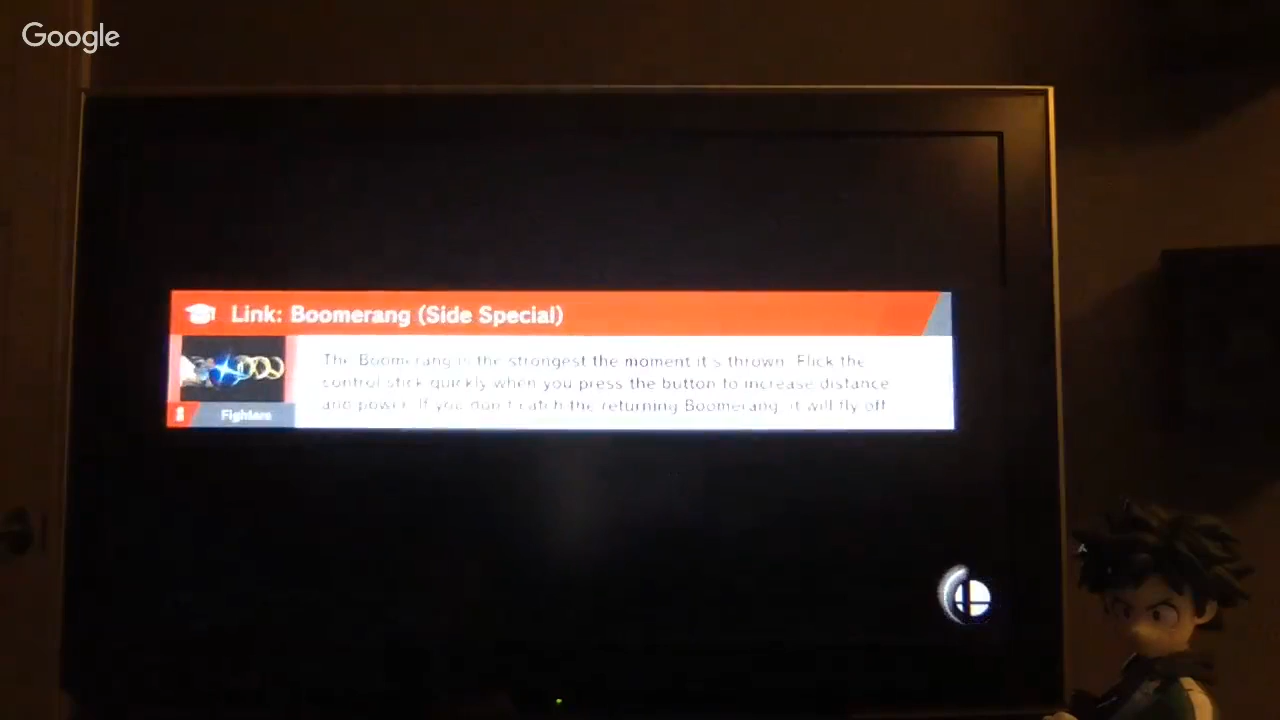 Google
Link: Boomerang (Side Special)
The Boomerang is the strongest the moment it's thrown. Flick the
control stick quickly when you press the button to increase distance
and power. If you don't catch the returning Boomerang, it will fly off
Fighters